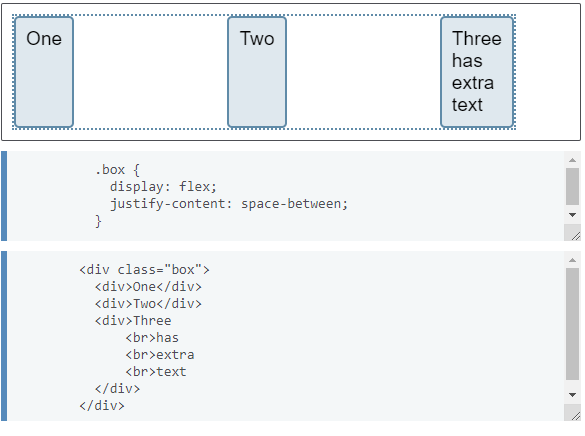 One Two Three
has
extra
text
.box {
  display: flex;
  justify-content: space-between;
}
<div class="box">
  <div>One</div>
  <div>Two</div>
  <div>Three
      <br>has
      <br>extra
      <br>text
  </div>
</div>